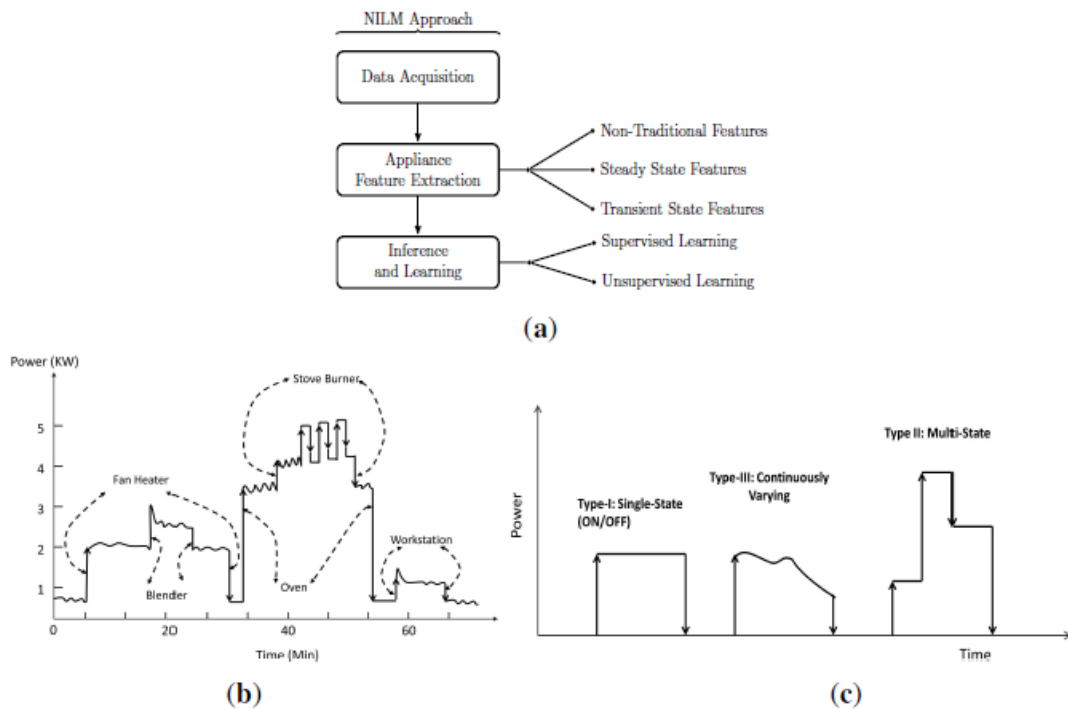 NILM Approach
Data Acquisition
Appliance
Feature Extraction
Non-Traditional Features
Steady State Features
Transient State Features
Inference
and Learning
Supervised Learning
Unsupervised Learning
(a)
Power (KW)
5
4
3
2
1
0
20
40
60
Time (Min)
Fan Heater
Blender
Stove Burner
Oven
Workstation
(b)
Power
Type-I: Single-State
(ON/OFF)
Type-III: Continuously
Varying
Type II: Multi-State
Time
(c)